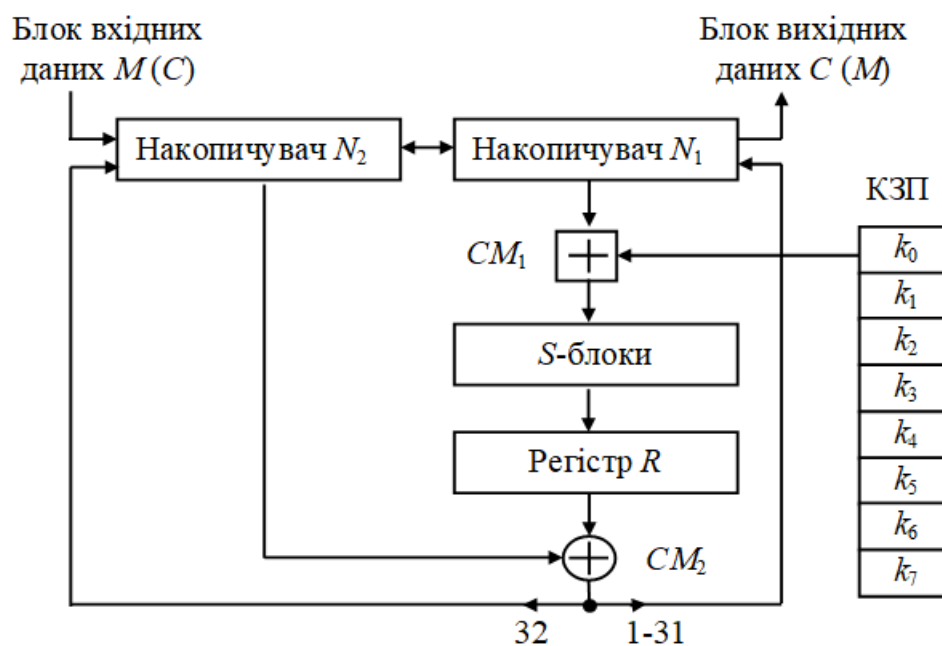 Блок вхідних
даних M (C)
Блок вихідних
даних C (M)
Накопичувач N₂
Накопичувач N₁
КЗП
CM₁
k₀
k₁
S-блоки
k₂
k₃
Регістр R
k₄
k₅
k₆
CM₂
k₇
32
1-31